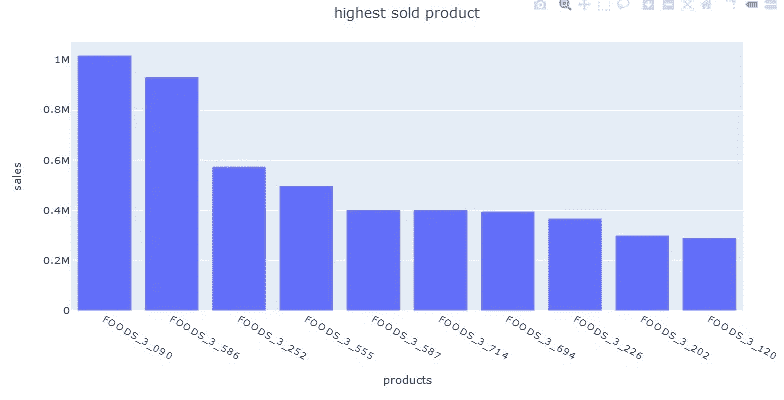 highest sold product
1M
0.8M
0.6M
0.4M
0.2M
0
sales
FOODS_3_090
FOODS_3_586
FOODS_3_252
FOODS_3_555
FOODS_3_587
FOODS_3_714
FOODS_3_694
FOODS_3_226
FOODS_3_202
FOODS_3_120
products